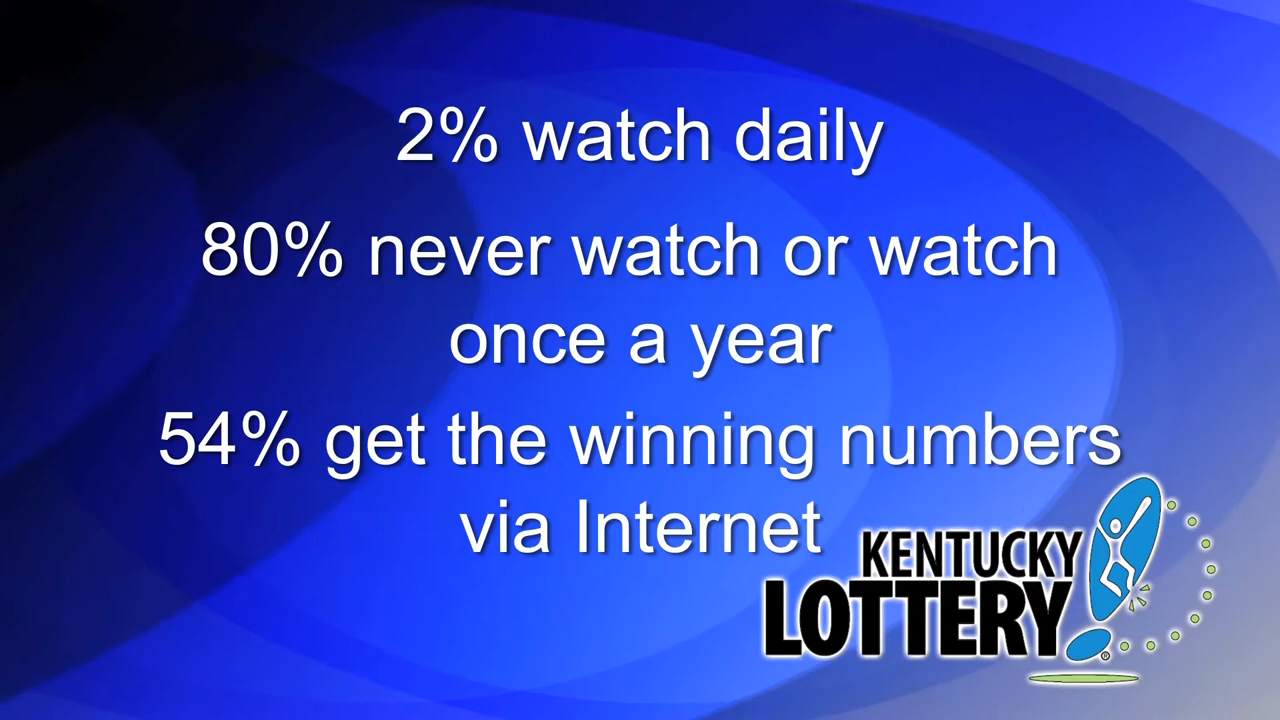 2% watch daily
80% never watch or watch
once a year
54% get the winning numbers
via Internet
KENTUCKY
LOTTERY
®